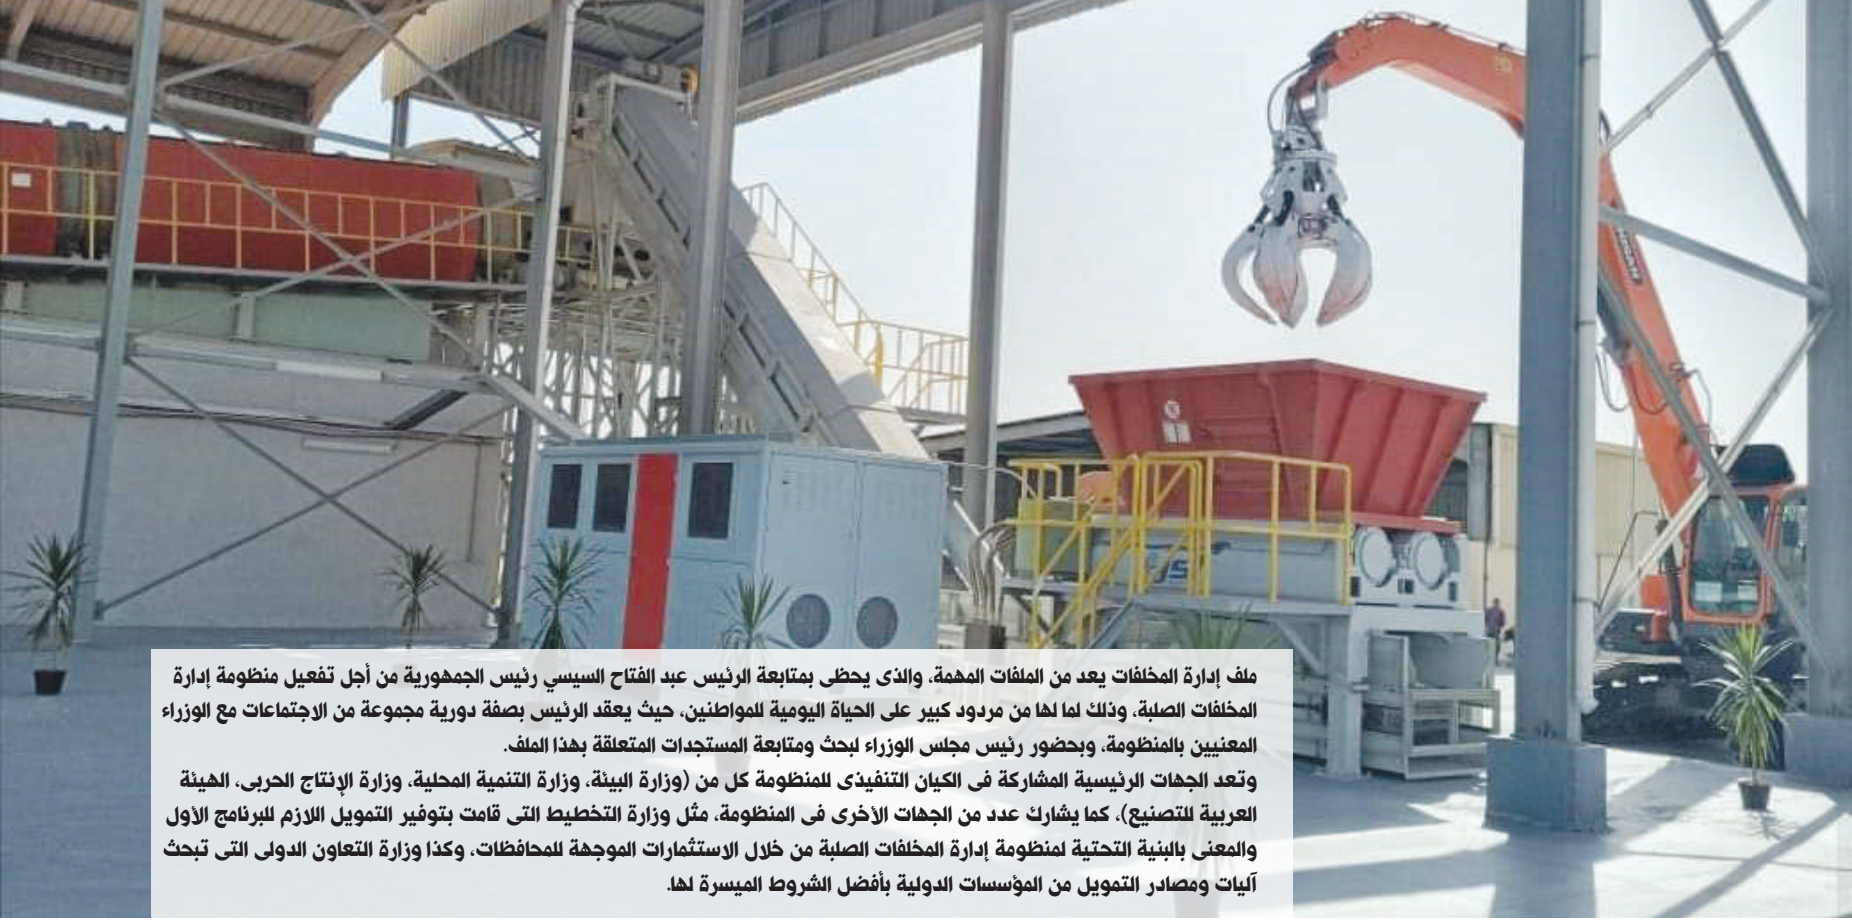 ملف إدارة المخلفات يعد من الملفات المهمة، والذى يحظى بمتابعة الرئيس عبد الفتاح السيسي رئيس الجمهورية من أجل تفعيل منظومة إدارة
المخلفات الصلبة، وذلك لما لها من مردود كبير على الحياة اليومية للمواطنين، حيث يعقد الرئيس بصفة دورية مجموعة من الاجتماعات مع الوزراء
المعنيين بالمنظومة، وبحضور رئيس مجلس الوزراء لبحث ومتابعة المستجدات المتعلقة بهذا الملف.
وتعد الجهات الرئيسية المشاركة فى الكيان التنفيذى للمنظومة كل من (وزارة البيئة، وزارة التنمية المحلية، وزارة الإنتاج الحربى، الهيئة
العربية للتصنيع)، كما يشارك عدد من الجهات الأخرى فى المنظومة، مثل وزارة التخطيط التى قامت بتوفير التمويل اللازم للبرنامج الأول
والمعنى بالبنية التحتية لمنظومة إدارة المخلفات الصلبة من خلال الاستثمارات الموجهة للمحافظات، وكذا وزارة التعاون الدولى التى تبحث
آليات ومصادر التمويل من المؤسسات الدولية بأفضل الشروط الميسرة لها.